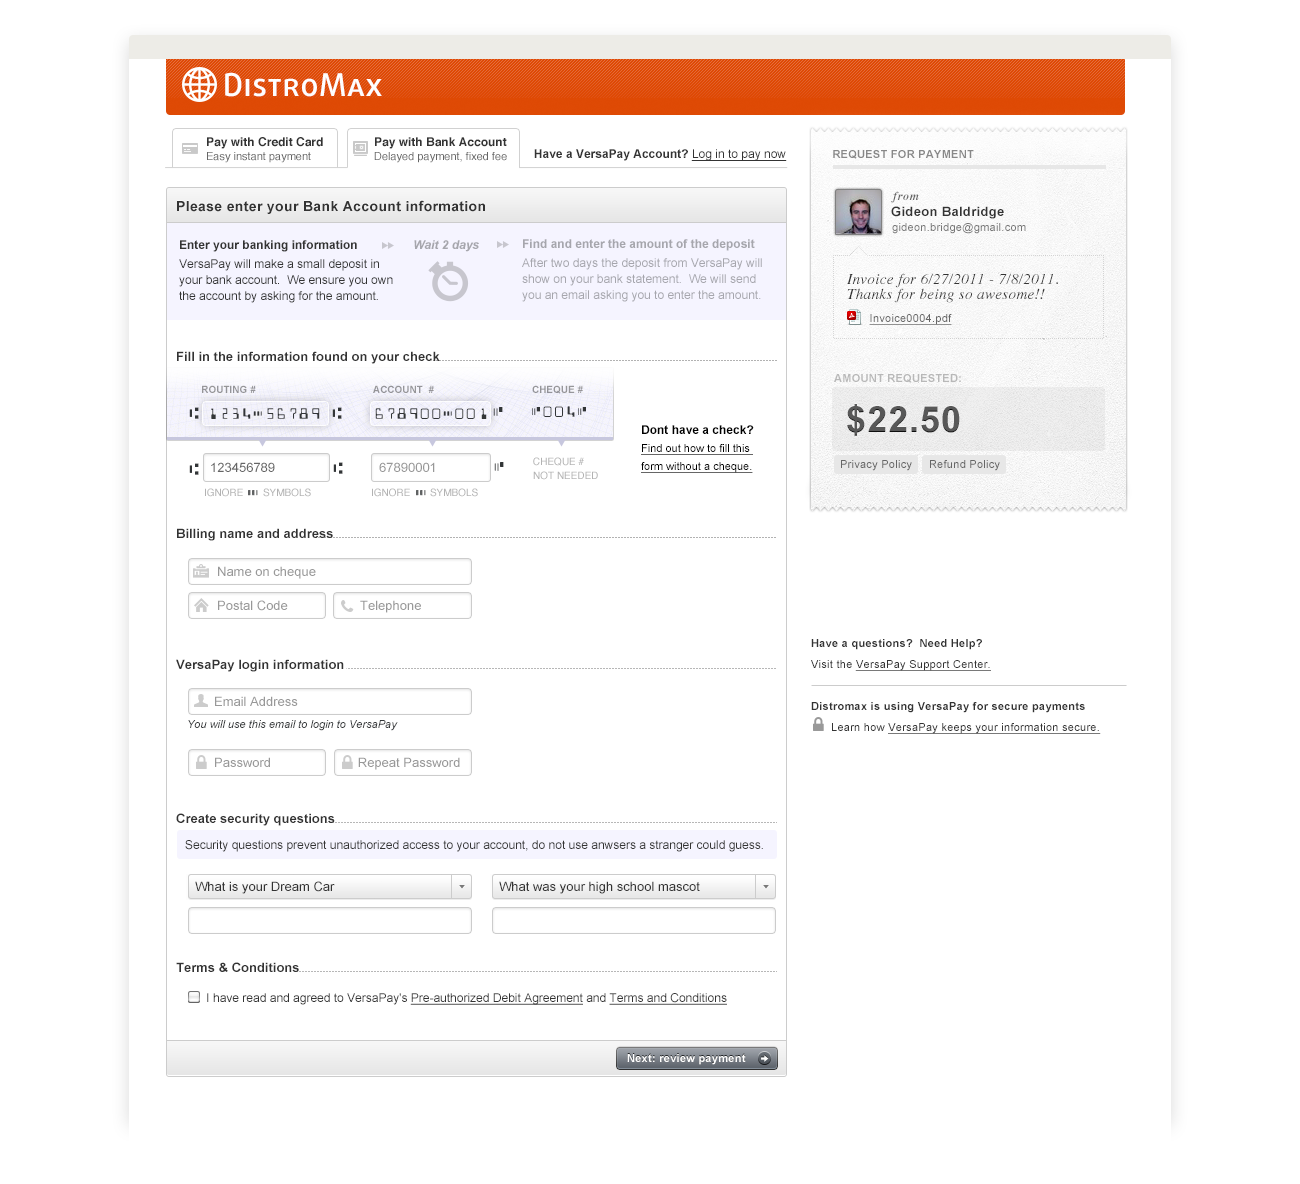 DISTROMAX
Pay with Credit Card
Easy instant payment
Pay with Bank Account
Delayed payment, fixed fee
Have a VersaPay Account? Log in to pay now
Please enter your Bank Account information
Enter your banking information
VersaPay will make a small deposit in
your bank account. We ensure you own
the account by asking for the amount.
Wait 2 days
Find and enter the amount of the deposit
After two days the deposit from VersaPay will
show on your bank statement. We will send
you an email asking you to enter the amount.
Fill in the information found on your check
ROUTING #
ACCOUNT #
CHEQUE #
⑆1234⑉56789⑆
67890⑉0001⑈
⑈004⑈
123456789
67890001
CHEQUE #
NOT NEEDED
IGNORE ⑉ SYMBOLS
IGNORE ⑉ SYMBOLS
Dont have a check?
Find out how to fill this
form without a cheque.
Billing name and address
Name on cheque
Postal Code
Telephone
VersaPay login information
Email Address
You will use this email to login to VersaPay
Password
Repeat Password
Create security questions
Security questions prevent unauthorized access to your account, do not use anwsers a stranger could guess.
What is your Dream Car
What was your high school mascot
Terms & Conditions
I have read and agreed to VersaPay's Pre-authorized Debit Agreement and Terms and Conditions
Next: review payment
REQUEST FOR PAYMENT
from
Gideon Baldridge
gideon.bridge@gmail.com
Invoice for 6/27/2011 - 7/8/2011.
Thanks for being so awesome!!
Invoice0004.pdf
AMOUNT REQUESTED:
$22.50
Privacy Policy
Refund Policy
Have a questions? Need Help?
Visit the VersaPay Support Center.
Distromax is using VersaPay for secure payments
Learn how VersaPay keeps your information secure.